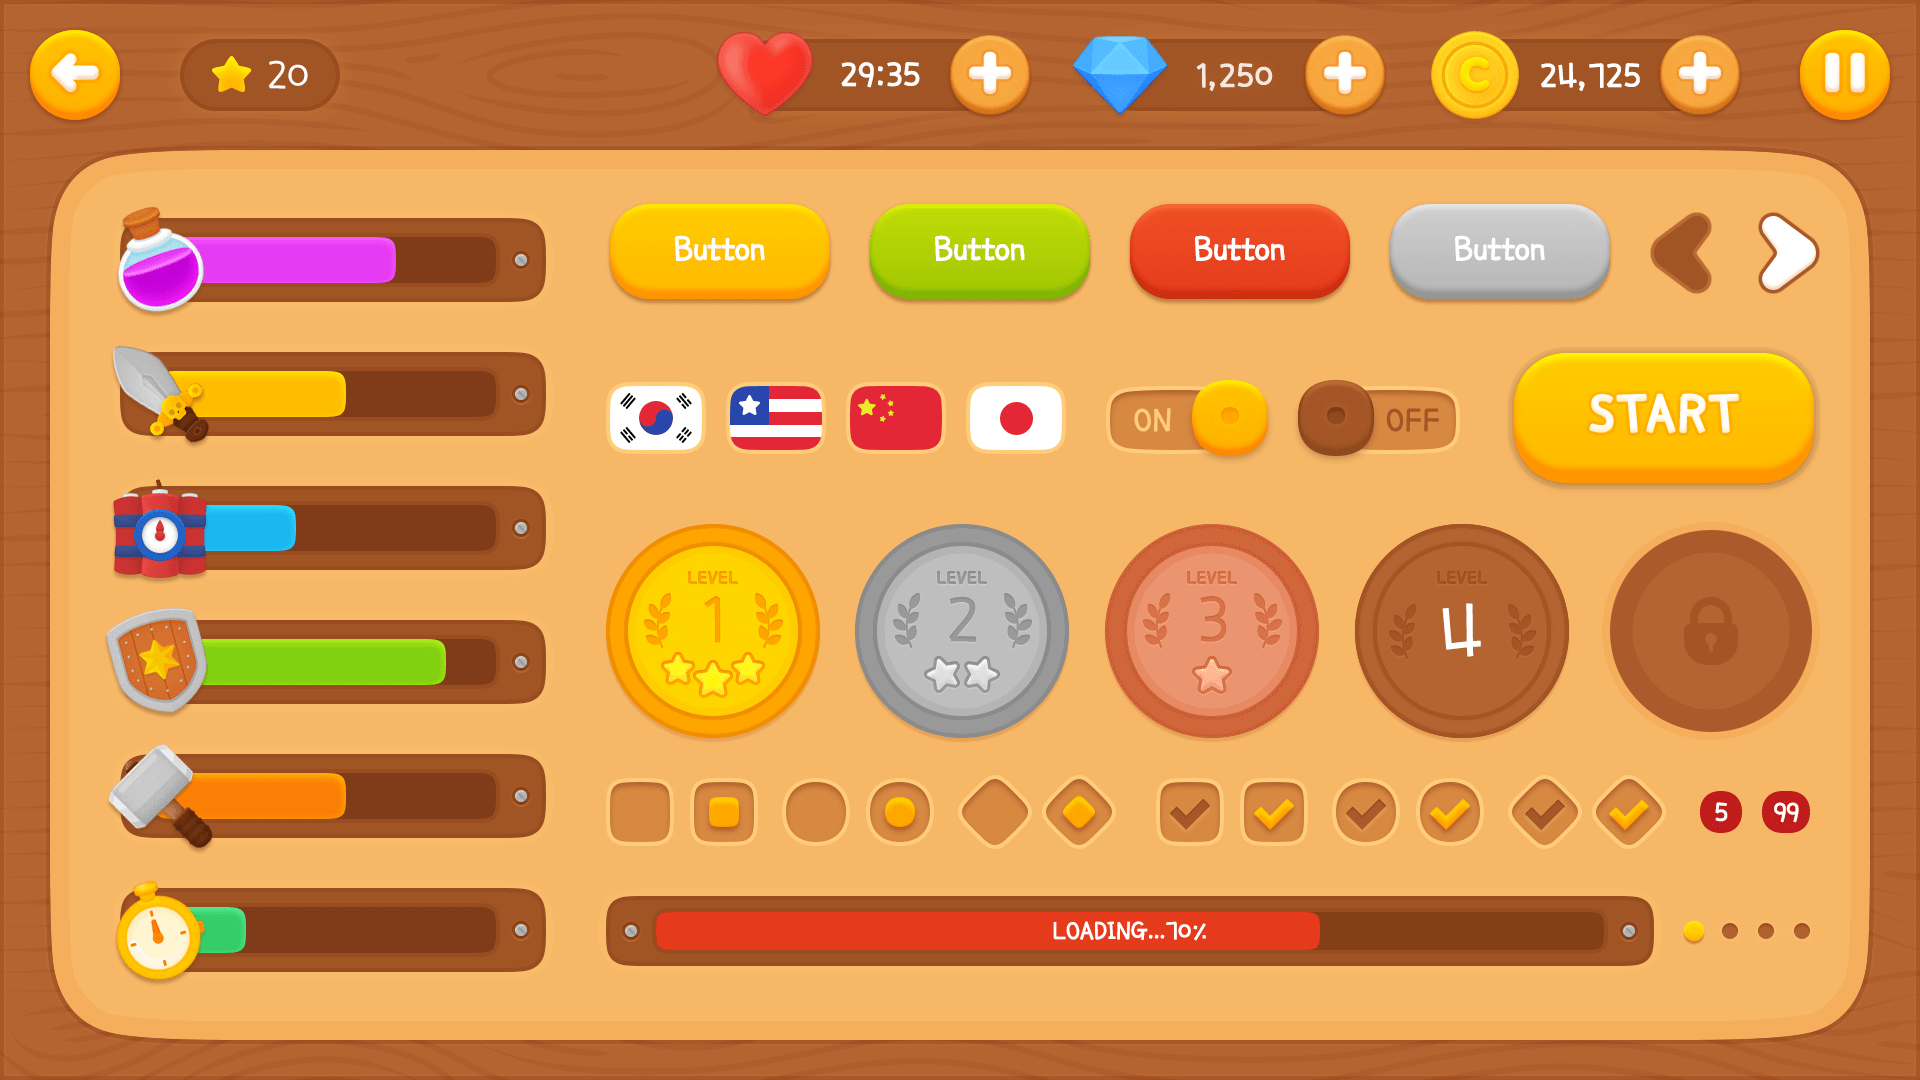 20
29:35
1,250
C
24,725
Button
Button
Button
Button
ON
OFF
START
LEVEL
1
LEVEL
2
LEVEL
3
LEVEL
4
5
99
LOADING...70%